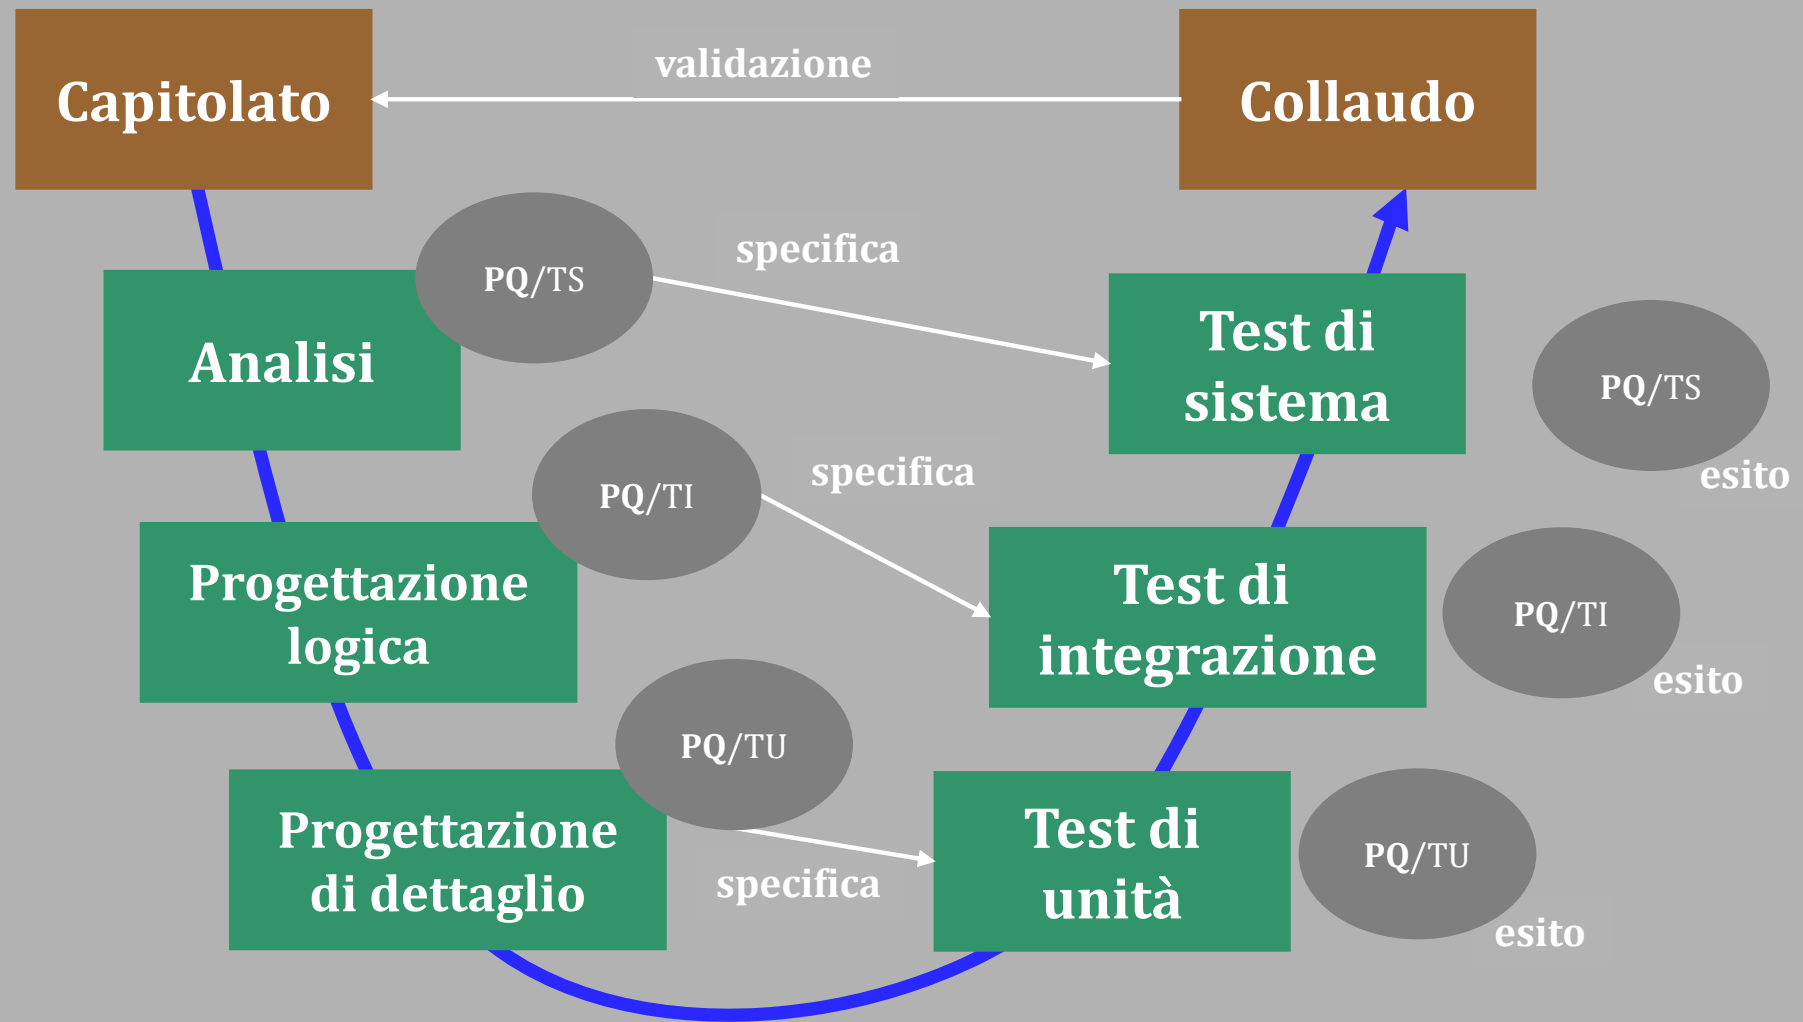 Capitolato
validazione
Collaudo
PQ/TS
specifica
Analisi
Test di
sistema
PQ/TS
esito
PQ/TI
specifica
Progettazione
logica
Test di
integrazione
PQ/TI
esito
PQ/TU
specifica
Progettazione
di dettaglio
Test di
unità
PQ/TU
esito